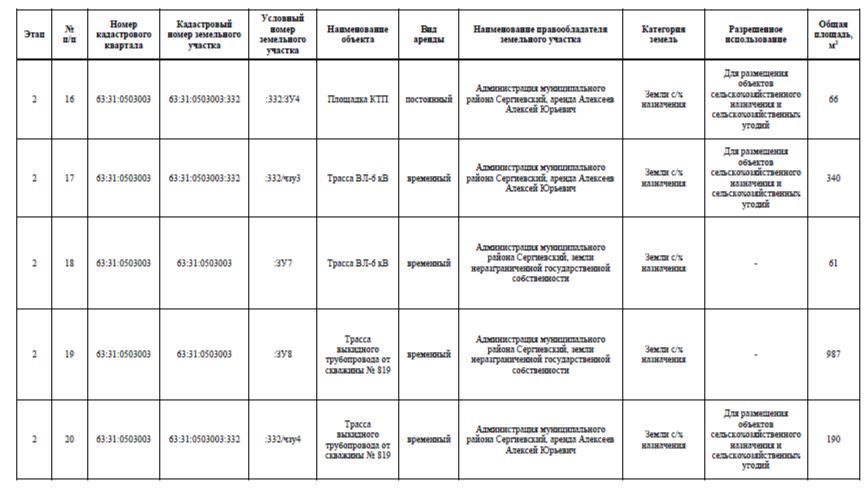 Этап
№
п/п
Номер
кадастрового
квартала
Кадастровый
номер земельного
участка
Условный
номер
земельного
участка
Наименование
объекта
Вид
аренды
Наименование правообладателя
земельного участка
Категория
земель
Разрешенное
использование
Общая
площадь,
м²
2
16
63:31:0503003
63:31:0503003:332
:332:ЗУ4
Площадка КТП
постоянный
Администрация муниципального
района Сергиевский, аренда Алексеев
Алексей Юрьевич
Земли с/х
назначения
Для размещения
объектов
сельскохозяйственного
назначения и
сельскохозяйственных
угодий
66
2
17
63:31:0503003
63:31:0503003:332
:332/чзу3
Трасса ВЛ-6 кВ
временный
Администрация муниципального
района Сергиевский, аренда Алексеев
Алексей Юрьевич
Земли с/х
назначения
Для размещения
объектов
сельскохозяйственного
назначения и
сельскохозяйственных
угодий
340
2
18
63:31:0503003
63:31:0503003
:ЗУ7
Трасса ВЛ-6 кВ
временный
Администрация муниципального
района Сергиевский, земли
неразграниченной государственной
собственности
Земли с/х
назначения
-
61
2
19
63:31:0503003
63:31:0503003
:ЗУ8
Трасса
выкидного
трубопровода от
скважины № 819
временный
Администрация муниципального
района Сергиевский, земли
неразграниченной государственной
собственности
Земли с/х
назначения
-
987
2
20
63:31:0503003
63:31:0503003:332
:332/чзу4
Трасса
выкидного
трубопровода от
скважины № 819
временный
Администрация муниципального
района Сергиевский, аренда Алексеев
Алексей Юрьевич
Земли с/х
назначения
Для размещения
объектов
сельскохозяйственного
назначения и
сельскохозяйственных
угодий
190